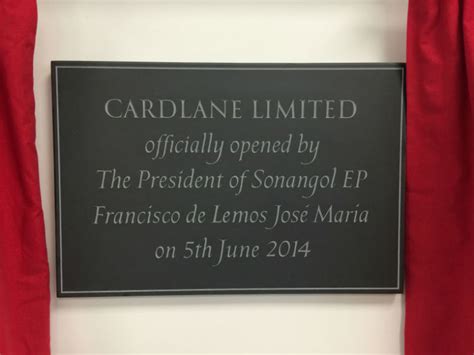 CARDLANE LIMITED
officially opened by
The President of Sonangol EP
Francisco de Lemos José Maria
on 5th June 2014